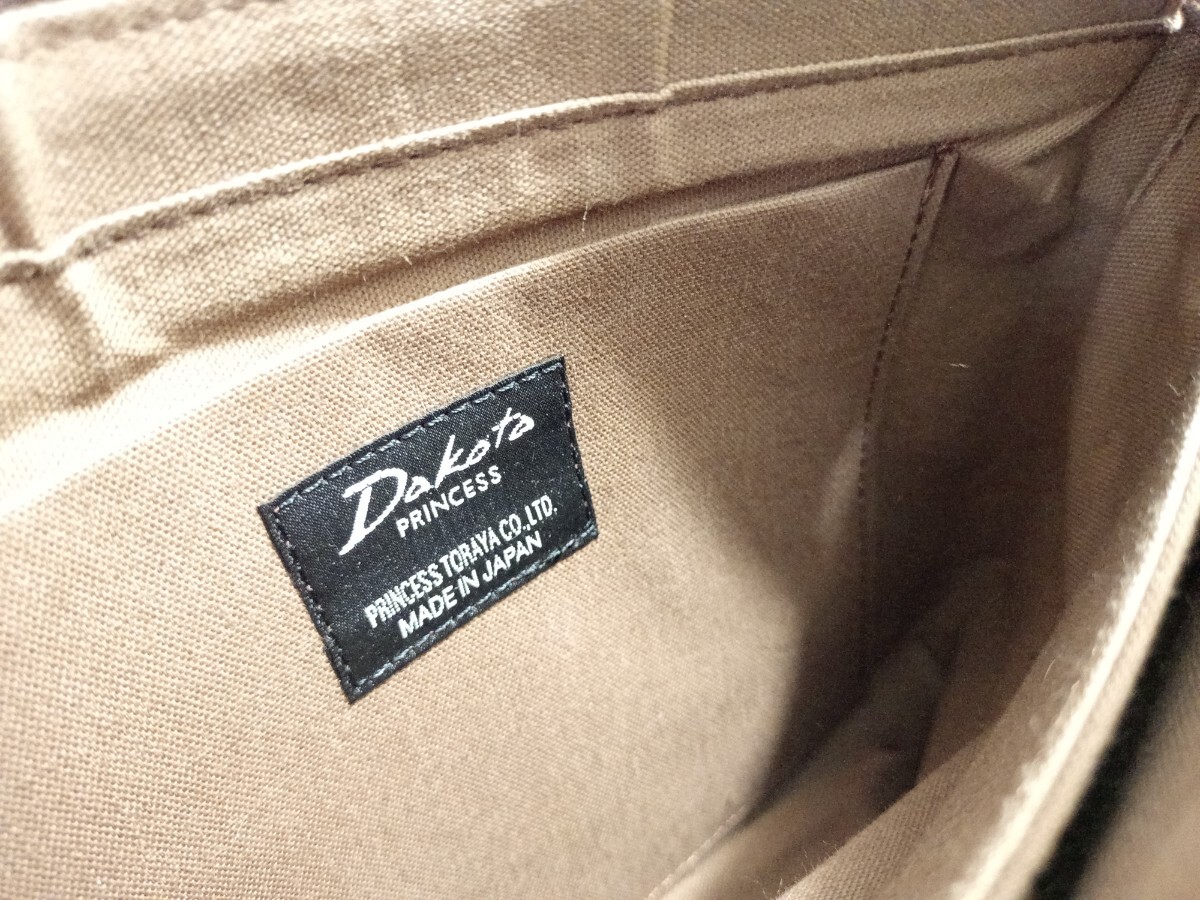 Dakota
PRINCESS
PRINCESS TORAYA CO.,LTD.
MADE IN JAPAN